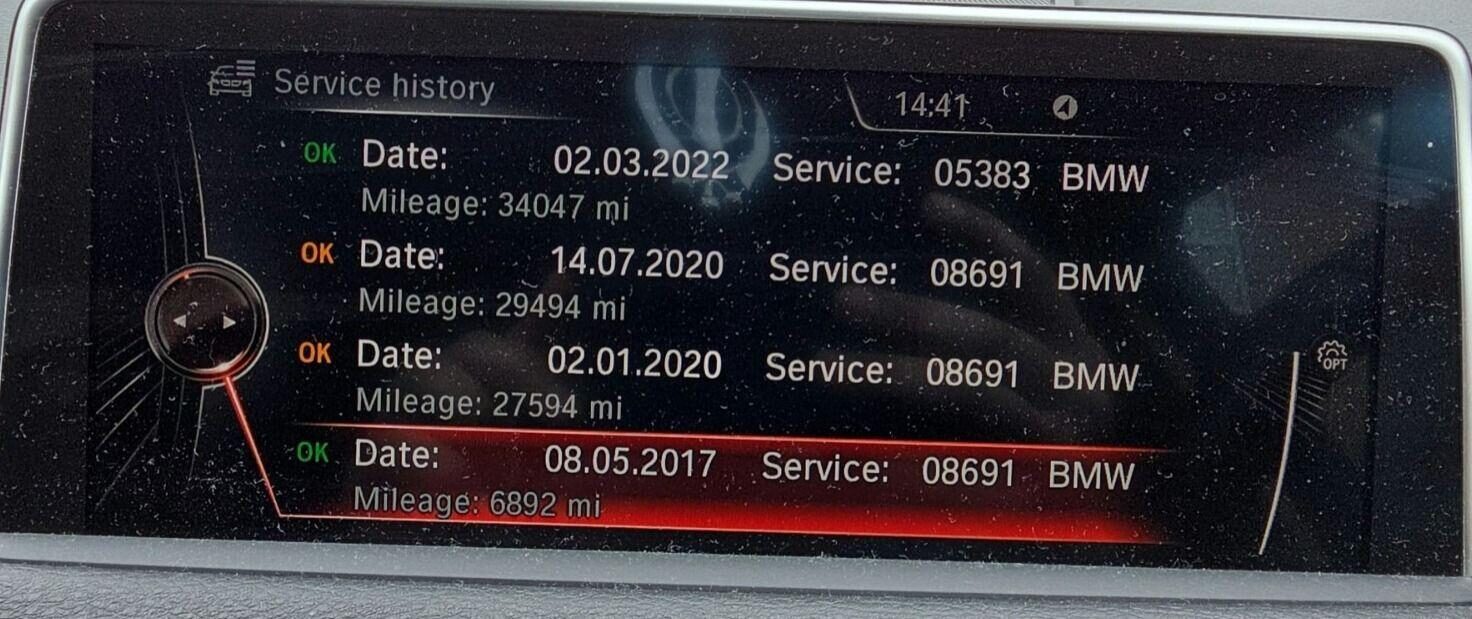 Service history
14:41
OK Date: 02.03.2022 Service: 05383 BMW
Mileage: 34047 mi
OK Date: 14.07.2020 Service: 08691 BMW
Mileage: 29494 mi
OK Date: 02.01.2020 Service: 08691 BMW
Mileage: 27594 mi
OPT
OK Date: 08.05.2017 Service: 08691 BMW
Mileage: 6892 mi